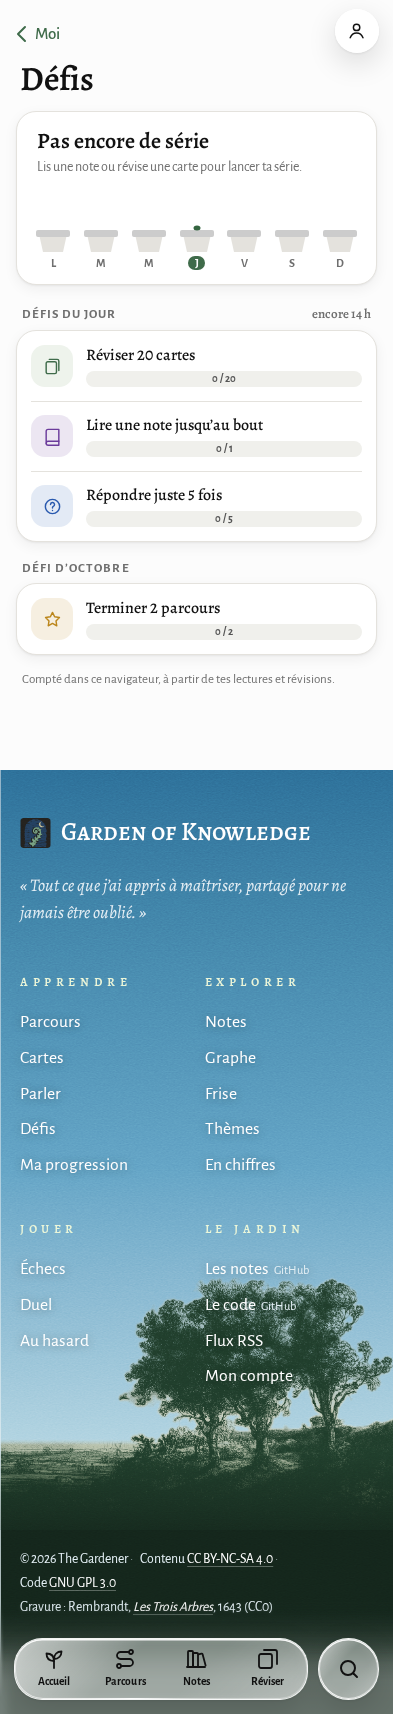 Moi
Défis
Pas encore de série
Lis une note ou révise une carte pour lancer ta série.
L M M J V S D
DÉFIS DU JOUR encore 14 h
Réviser 20 cartes
0 / 20
Lire une note jusqu’au bout
0 / 1
Répondre juste 5 fois
0 / 5
DÉFI D’OCTOBRE
Terminer 2 parcours
0 / 2
Compté dans ce navigateur, à partir de tes lectures et révisions.
Garden of Knowledge
« Tout ce que j’ai appris à maîtriser, partagé pour ne
jamais être oublié. »
APPRENDRE
Parcours
Cartes
Parler
Défis
Ma progression
EXPLORER
Notes
Graphe
Frise
Thèmes
En chiffres
JOUER
Échecs
Duel
Au hasard
LE JARDIN
Les notes GitHub
Le code GitHub
Flux RSS
Mon compte
© 2026 The Gardener · Contenu CC BY-NC-SA 4.0 ·
Code GNU GPL 3.0
Gravure : Rembrandt, Les Trois Arbres, 1643 (CC0)
Accueil Parcours Notes Réviser